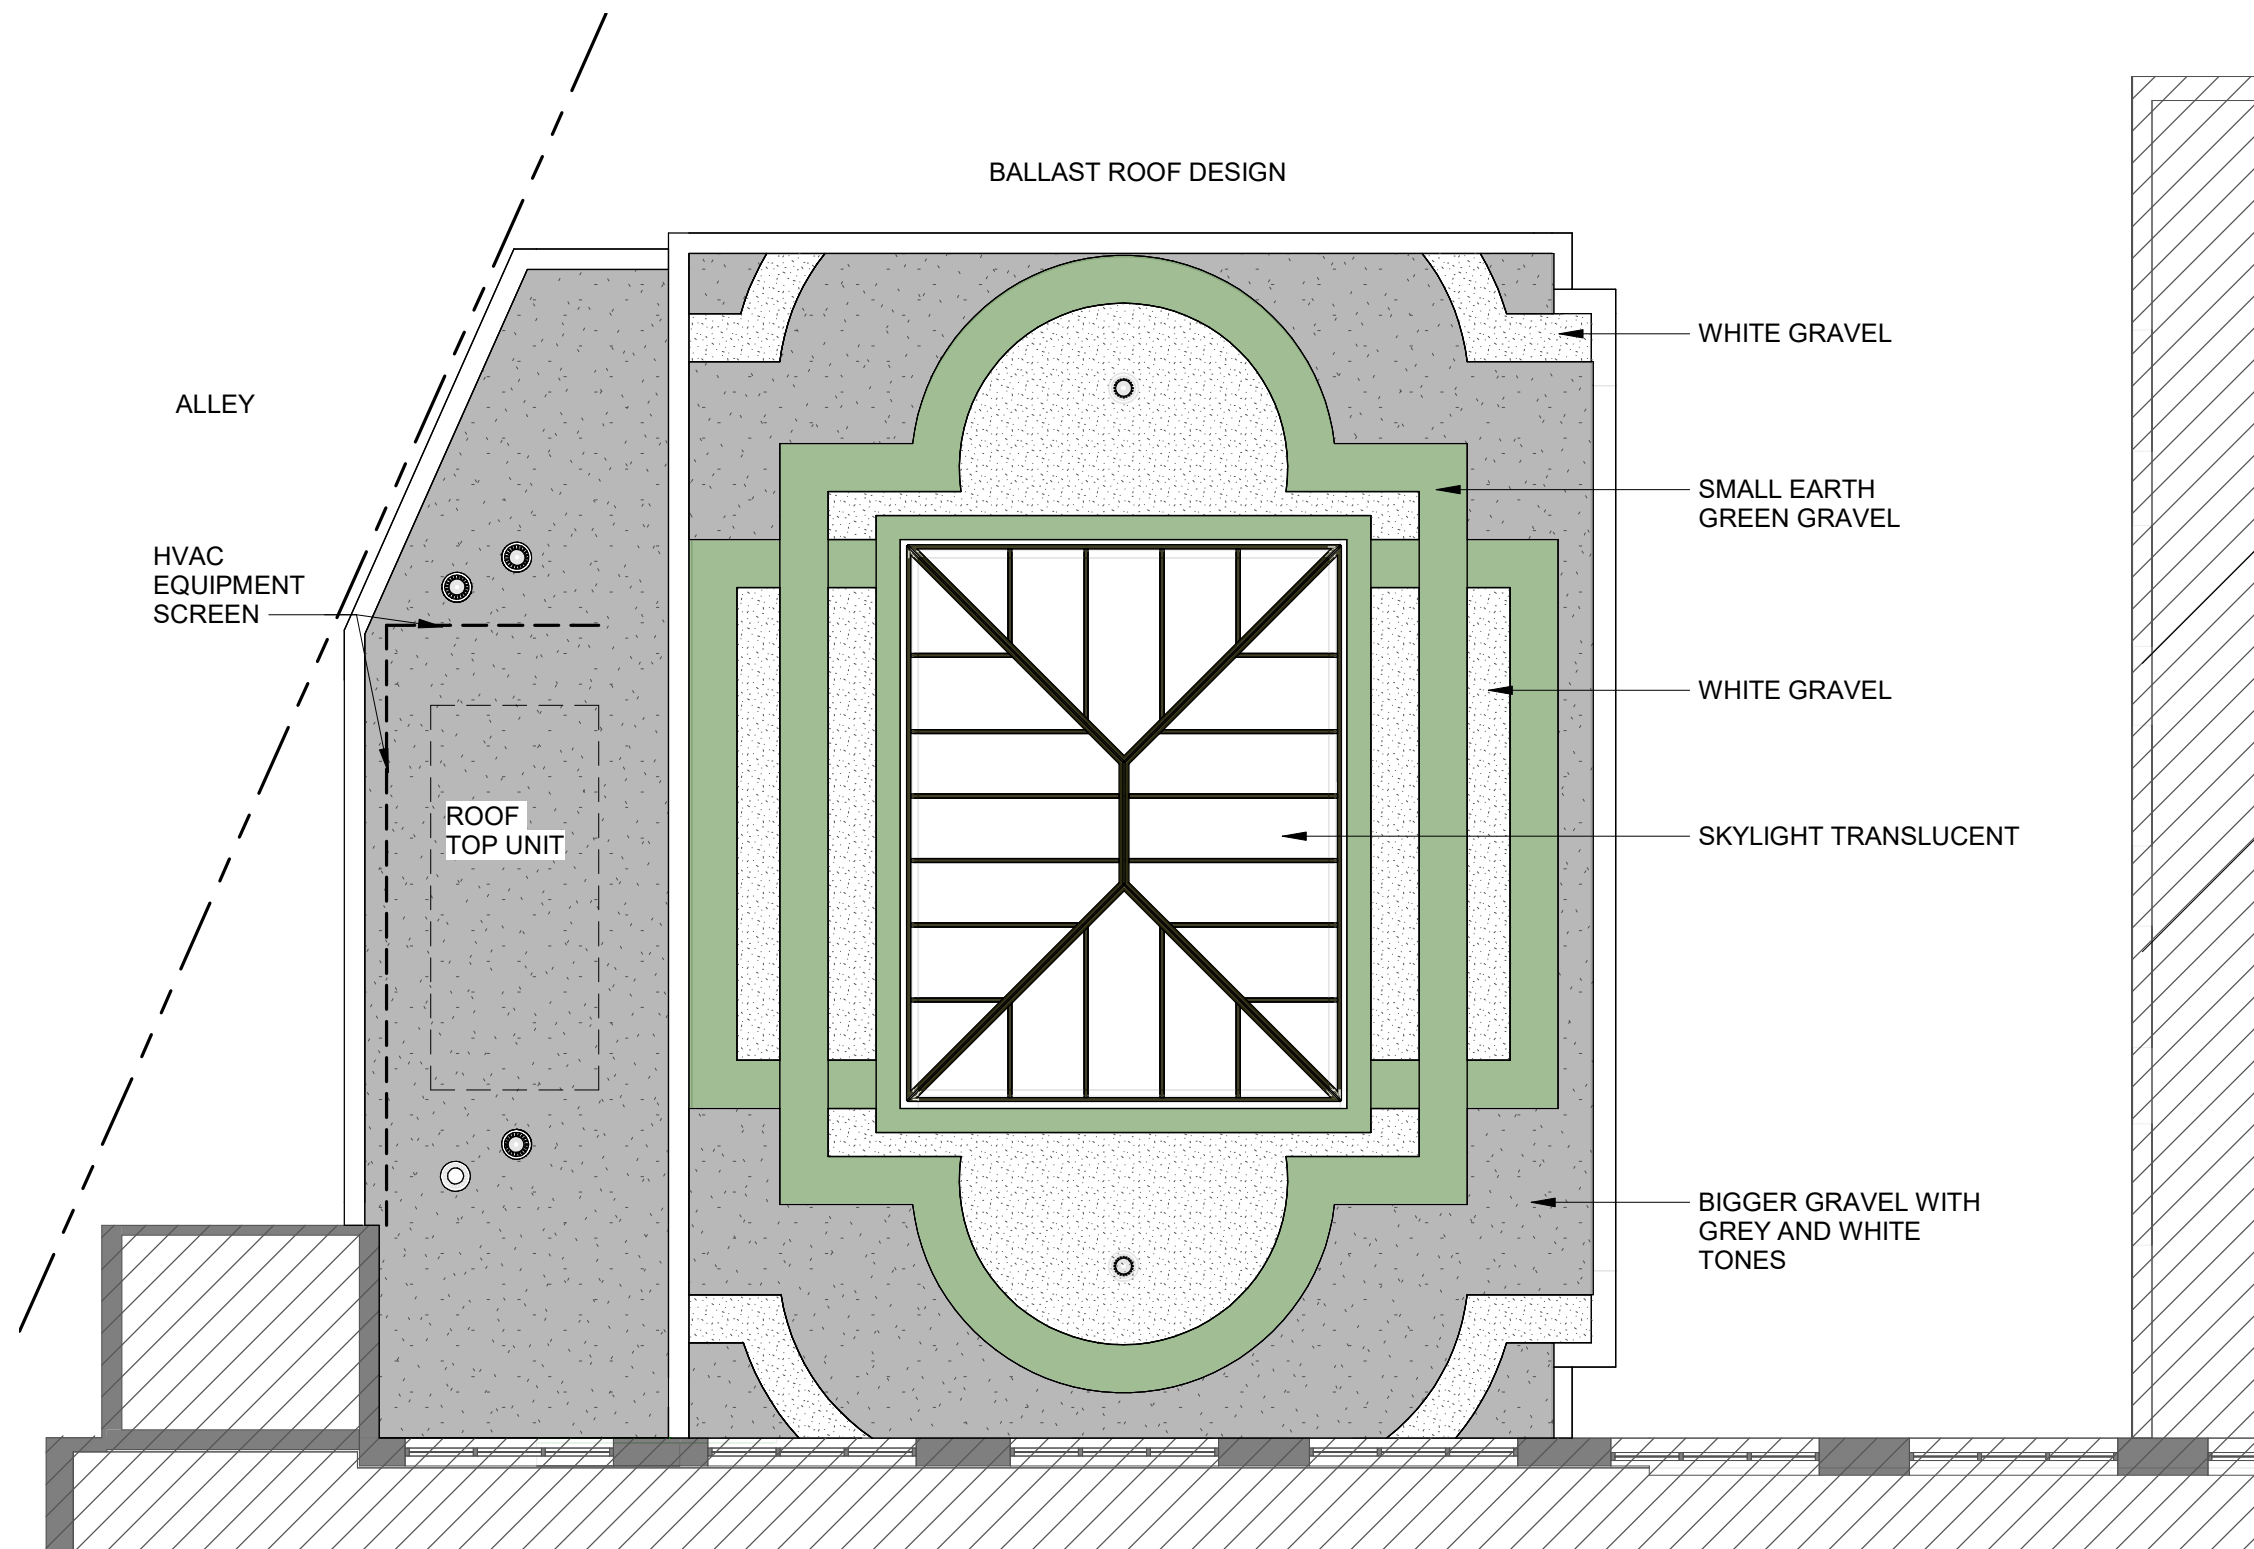 BALLAST ROOF DESIGN
WHITE GRAVEL
ALLEY
SMALL EARTH
GREEN GRAVEL
HVAC
EQUIPMENT
SCREEN
WHITE GRAVEL
ROOF
TOP UNIT
SKYLIGHT TRANSLUCENT
BIGGER GRAVEL WITH
GREY AND WHITE
TONES